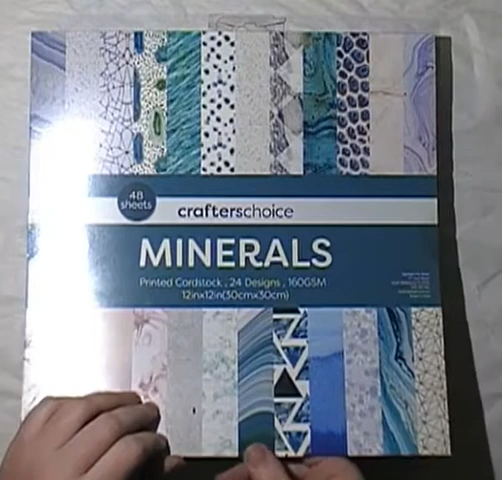 48
sheets
crafterschoice
MINERALS
Printed Cardstock , 24 Designs , 160GSM
12inx12in(30cmx30cm)